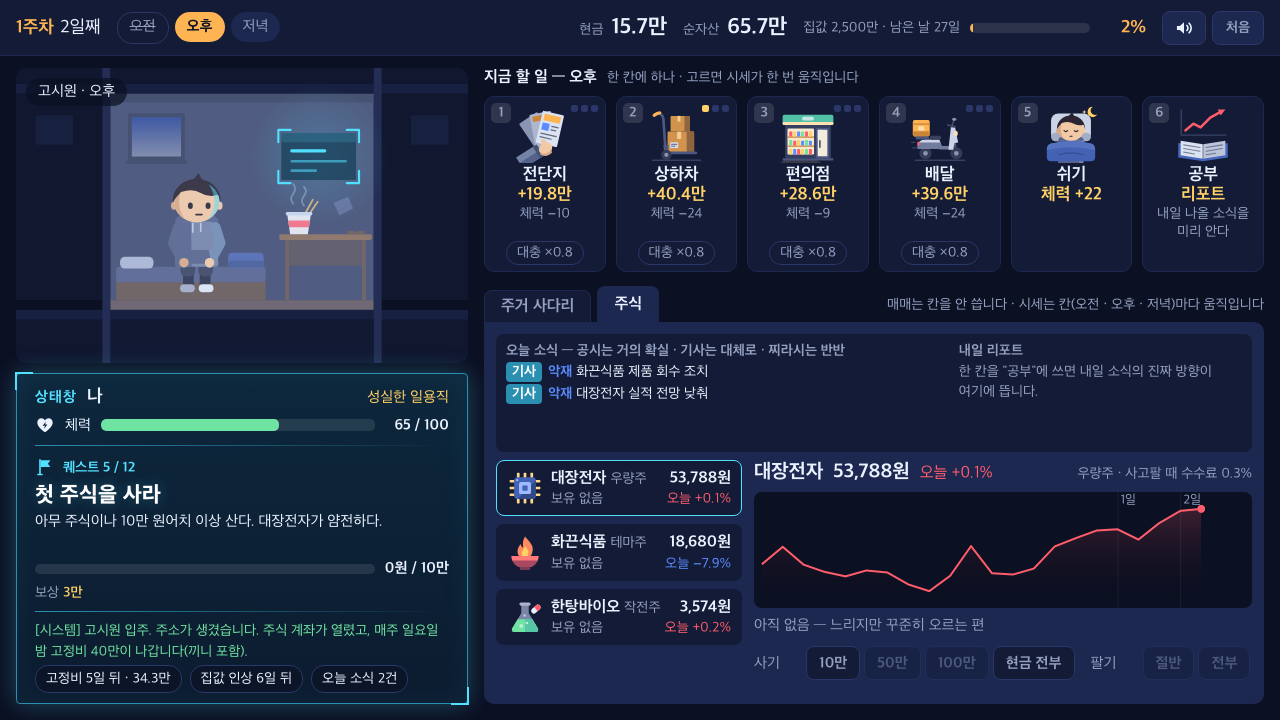 1주차 2일째
오전
오후
저녁
현금 15.7만 순자산 65.7만 집값 2,500만 · 남은 날 27일 2%
처음
고시원 · 오후
지금 할 일 — 오후 한 칸에 하나 · 고르면 시세가 한 번 움직입니다
1
전단지
+19.8만
체력 −10
대충 ×0.8
2
상하차
+40.4만
체력 −24
대충 ×0.8
3
편의점
+28.6만
체력 −9
대충 ×0.8
4
배달
+39.6만
체력 −24
대충 ×0.8
5
쉬기
체력 +22
6
공부
리포트
내일 나올 소식을
미리 안다
상태창 나 성실한 일용직
체력 65 / 100
퀘스트 5 / 12
첫 주식을 사라
아무 주식이나 10만 원어치 이상 산다. 대장전자가 얌전하다.
0원 / 10만
보상 3만
[시스템] 고시원 입주. 주소가 생겼습니다. 주식 계좌가 열렸고, 매주 일요일
밤 고정비 40만이 나갑니다(끼니 포함).
고정비 5일 뒤 · 34.3만
집값 인상 6일 뒤
오늘 소식 2건
주거 사다리
주식
매매는 칸을 안 씁니다 · 시세는 칸(오전 · 오후 · 저녁)마다 움직입니다
오늘 소식 — 공시는 거의 확실 · 기사는 대체로 · 찌라시는 반반
기사 악재 화끈식품 제품 회수 조치
기사 악재 대장전자 실적 전망 낮춰
내일 리포트
한 칸을 "공부"에 쓰면 내일 소식의 진짜 방향이
여기에 뜹니다.
대장전자 우량주 53,788원
보유 없음 오늘 +0.1%
화끈식품 테마주 18,680원
보유 없음 오늘 −7.9%
한탕바이오 작전주 3,574원
보유 없음 오늘 +0.2%
대장전자 53,788원 오늘 +0.1% 우량주 · 사고팔 때 수수료 0.3%
1일 2일
아직 없음 — 느리지만 꾸준히 오르는 편
사기 10만 50만 100만 현금 전부 팔기 절반 전부